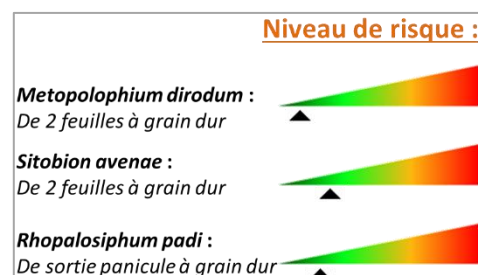 Niveau de risque :
Metopolophium dirodum :
De 2 feuilles à grain dur
Sitobion avenae :
De 2 feuilles à grain dur
Rhopalosiphum padi :
De sortie panicule à grain dur